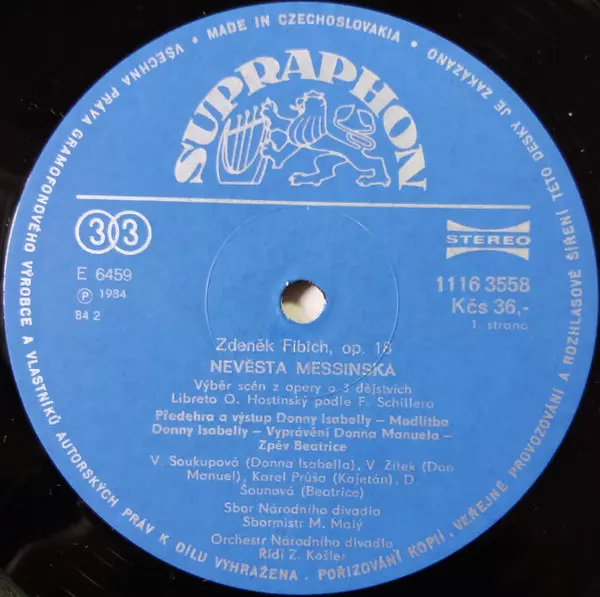 MADE IN CZECHOSLOVAKIA
VŠECHNA PRÁVA GRAMOFONOVÉHO VÝROBCE A VLASTNÍKŮ AUTORSKÝCH PRÁV K DÍLU VYHRAŽENA. POŘIZOVÁNÍ KOPIÍ, VEŘEJNÉ PROVOZOVÁNÍ A ROZHLASOVÉ ŠÍŘENÍ TÉTO DESKY JE ZAKÁZÁNO
SUPRAPHON
33
STEREO
E 6459
Ⓟ 1984
84 2
1116 3558
Kčs 36,-
1. strana
Zdeněk Fibich, op. 18
NEVĚSTA MESSINSKÁ
Výběr scén z opery o 3 dějstvích
Libreto O. Hostinský podle F. Schillera
Předehra a výstup Donny Isabelly – Modlitba
Donny Isabelly – Vyprávění Donna Manuela –
Zpěv Beatrice
V. Soukupová (Donna Isabella), V. Zítek (Don
Manuel), Karel Průša (Kajetán), D.
Šounová (Beatrice)
Sbor Národního divadla
Sbormistr M. Malý
Orchestr Národního divadla
Řídí Z. Košler